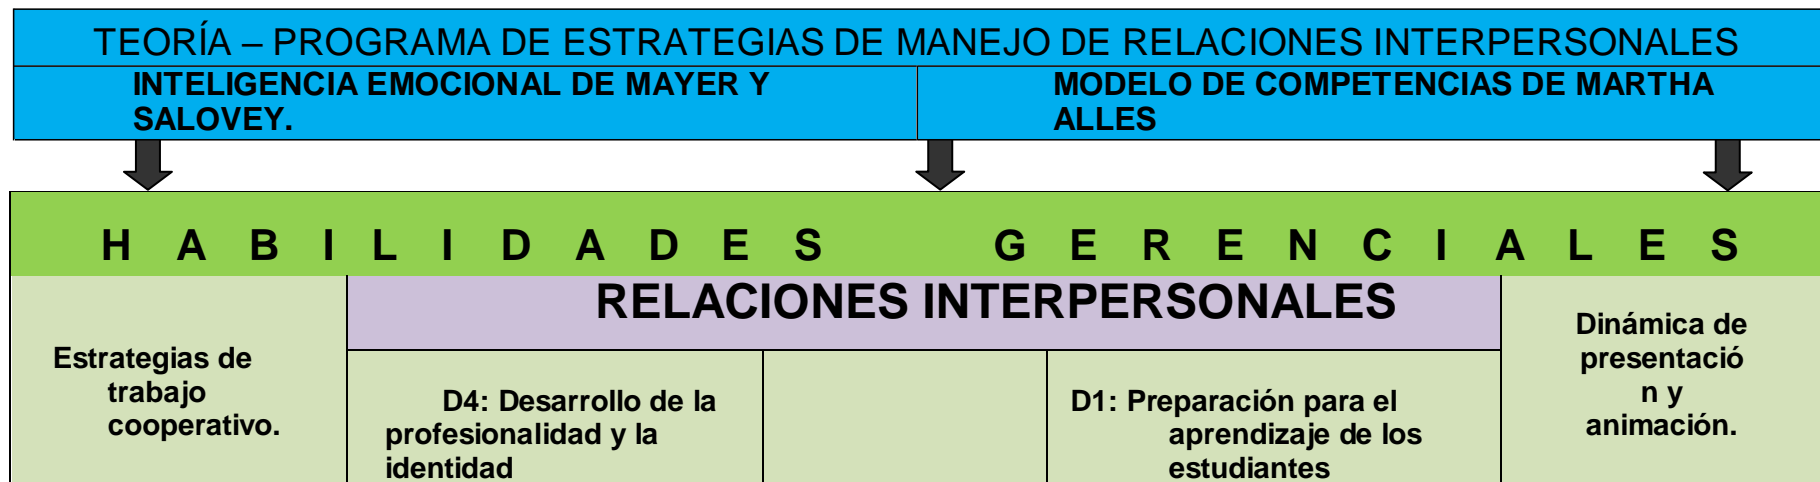 TEORÍA – PROGRAMA DE ESTRATEGIAS DE MANEJO DE RELACIONES INTERPERSONALES
INTELIGENCIA EMOCIONAL DE MAYER Y
SALOVEY.
MODELO DE COMPETENCIAS DE MARTHA
ALLES
HABILIDADES GERENCIALES
RELACIONES INTERPERSONALES
Estrategias de
trabajo
cooperativo.
D4: Desarrollo de la
profesionalidad y la
identidad
D1: Preparación para el
aprendizaje de los
estudiantes
Dinámica de
presentació
n y
animación.